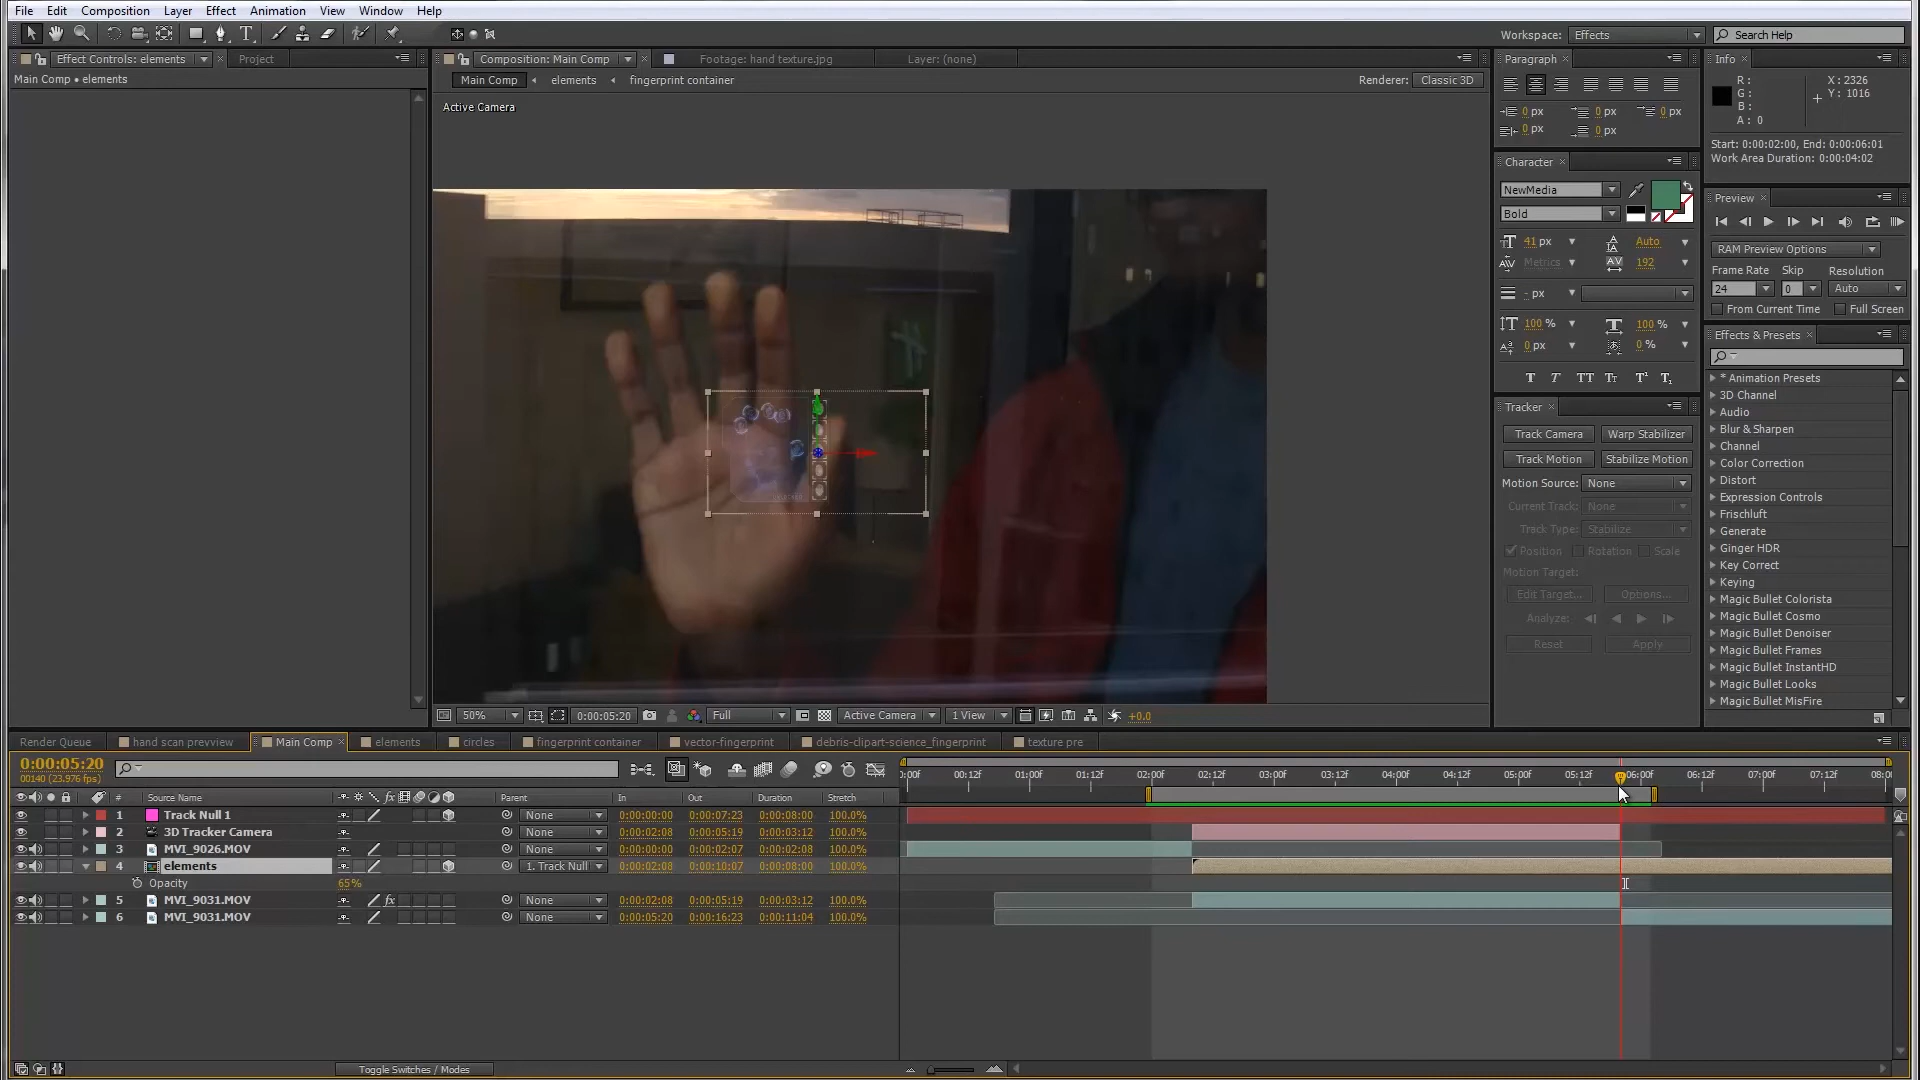 File Edit Composition Layer Effect Animation View Window Help
Workspace: Effects Search Help
Effect Controls: elements Project
Main Comp • elements
Composition: Main Comp Footage: hand texture.jpg Layer: (none)
Main Comp elements fingerprint container Renderer: Classic 3D
Active Camera
Paragraph
0 px 0 px 0 px
0 px 0 px
Character
NewMedia
Bold
41 px Auto
Metrics 192
- px
100 % 100 %
0 px 0 %
T T TT Tt T¹ T₁
Tracker
Track Camera Warp Stabilizer
Track Motion Stabilize Motion
Motion Source: None
Current Track: None
Track Type: Stabilize
Position Rotation Scale
Motion Target:
Edit Target... Options...
Analyze:
Reset Apply
Info
R: X: 2326
G: Y: 1016
B:
A: 0
Start: 0:00:02:00, End: 0:00:06:01
Work Area Duration: 0:00:04:02
Preview
RAM Preview Options
Frame Rate Skip Resolution
24 0 Auto
From Current Time Full Screen
Effects & Presets
* Animation Presets
3D Channel
Audio
Blur & Sharpen
Channel
Color Correction
Distort
Expression Controls
Frischluft
Generate
Ginger HDR
Key Correct
Keying
Magic Bullet Colorista
Magic Bullet Cosmo
Magic Bullet Denoiser
Magic Bullet Frames
Magic Bullet InstantHD
Magic Bullet Looks
Magic Bullet MisFire
50% 0:00:05:20 Full Active Camera 1 View +0.0
Render Queue hand scan prevview Main Comp elements circles fingerprint container vector-fingerprint debris-clipart-science_fingerprint texture pre
0:00:05:20
00140 (23.976 fps)
# Source Name fx Parent In Out Duration Stretch
1 Track Null 1 None 0:00:00:00 0:00:07:23 0:00:08:00 100.0%
2 3D Tracker Camera None 0:00:02:08 0:00:05:19 0:00:03:12 100.0%
3 MVI_9026.MOV None 0:00:00:00 0:00:02:07 0:00:02:08 100.0%
4 elements 1. Track Null 0:00:02:08 0:00:10:07 0:00:08:00 100.0%
Opacity 65%
5 MVI_9031.MOV fx None 0:00:02:08 0:00:05:19 0:00:03:12 100.0%
6 MVI_9031.MOV None 0:00:05:20 0:00:16:23 0:00:11:04 100.0%
0:00f 00:12f 01:00f 01:12f 02:00f 02:12f 03:00f 03:12f 04:00f 04:12f 05:00f 05:12f 06:00f 06:12f 07:00f 07:12f 08:0
Toggle Switches / Modes